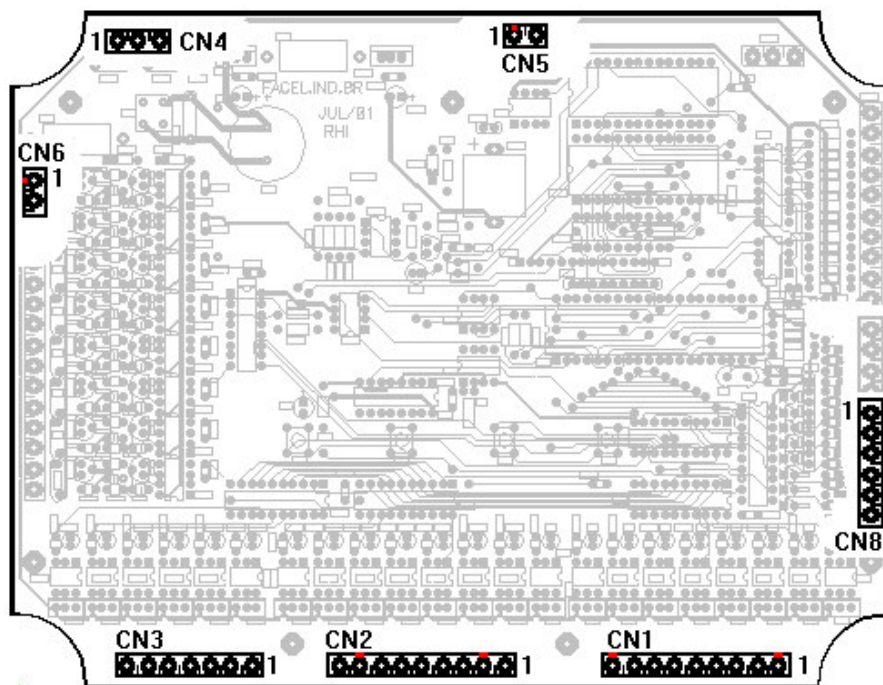 1 CN4
1
CN5
FACEL.IND.BR
JUL/01
RHI
CN6
1
1
CN8
CN3
1
CN2
1
CN1
1